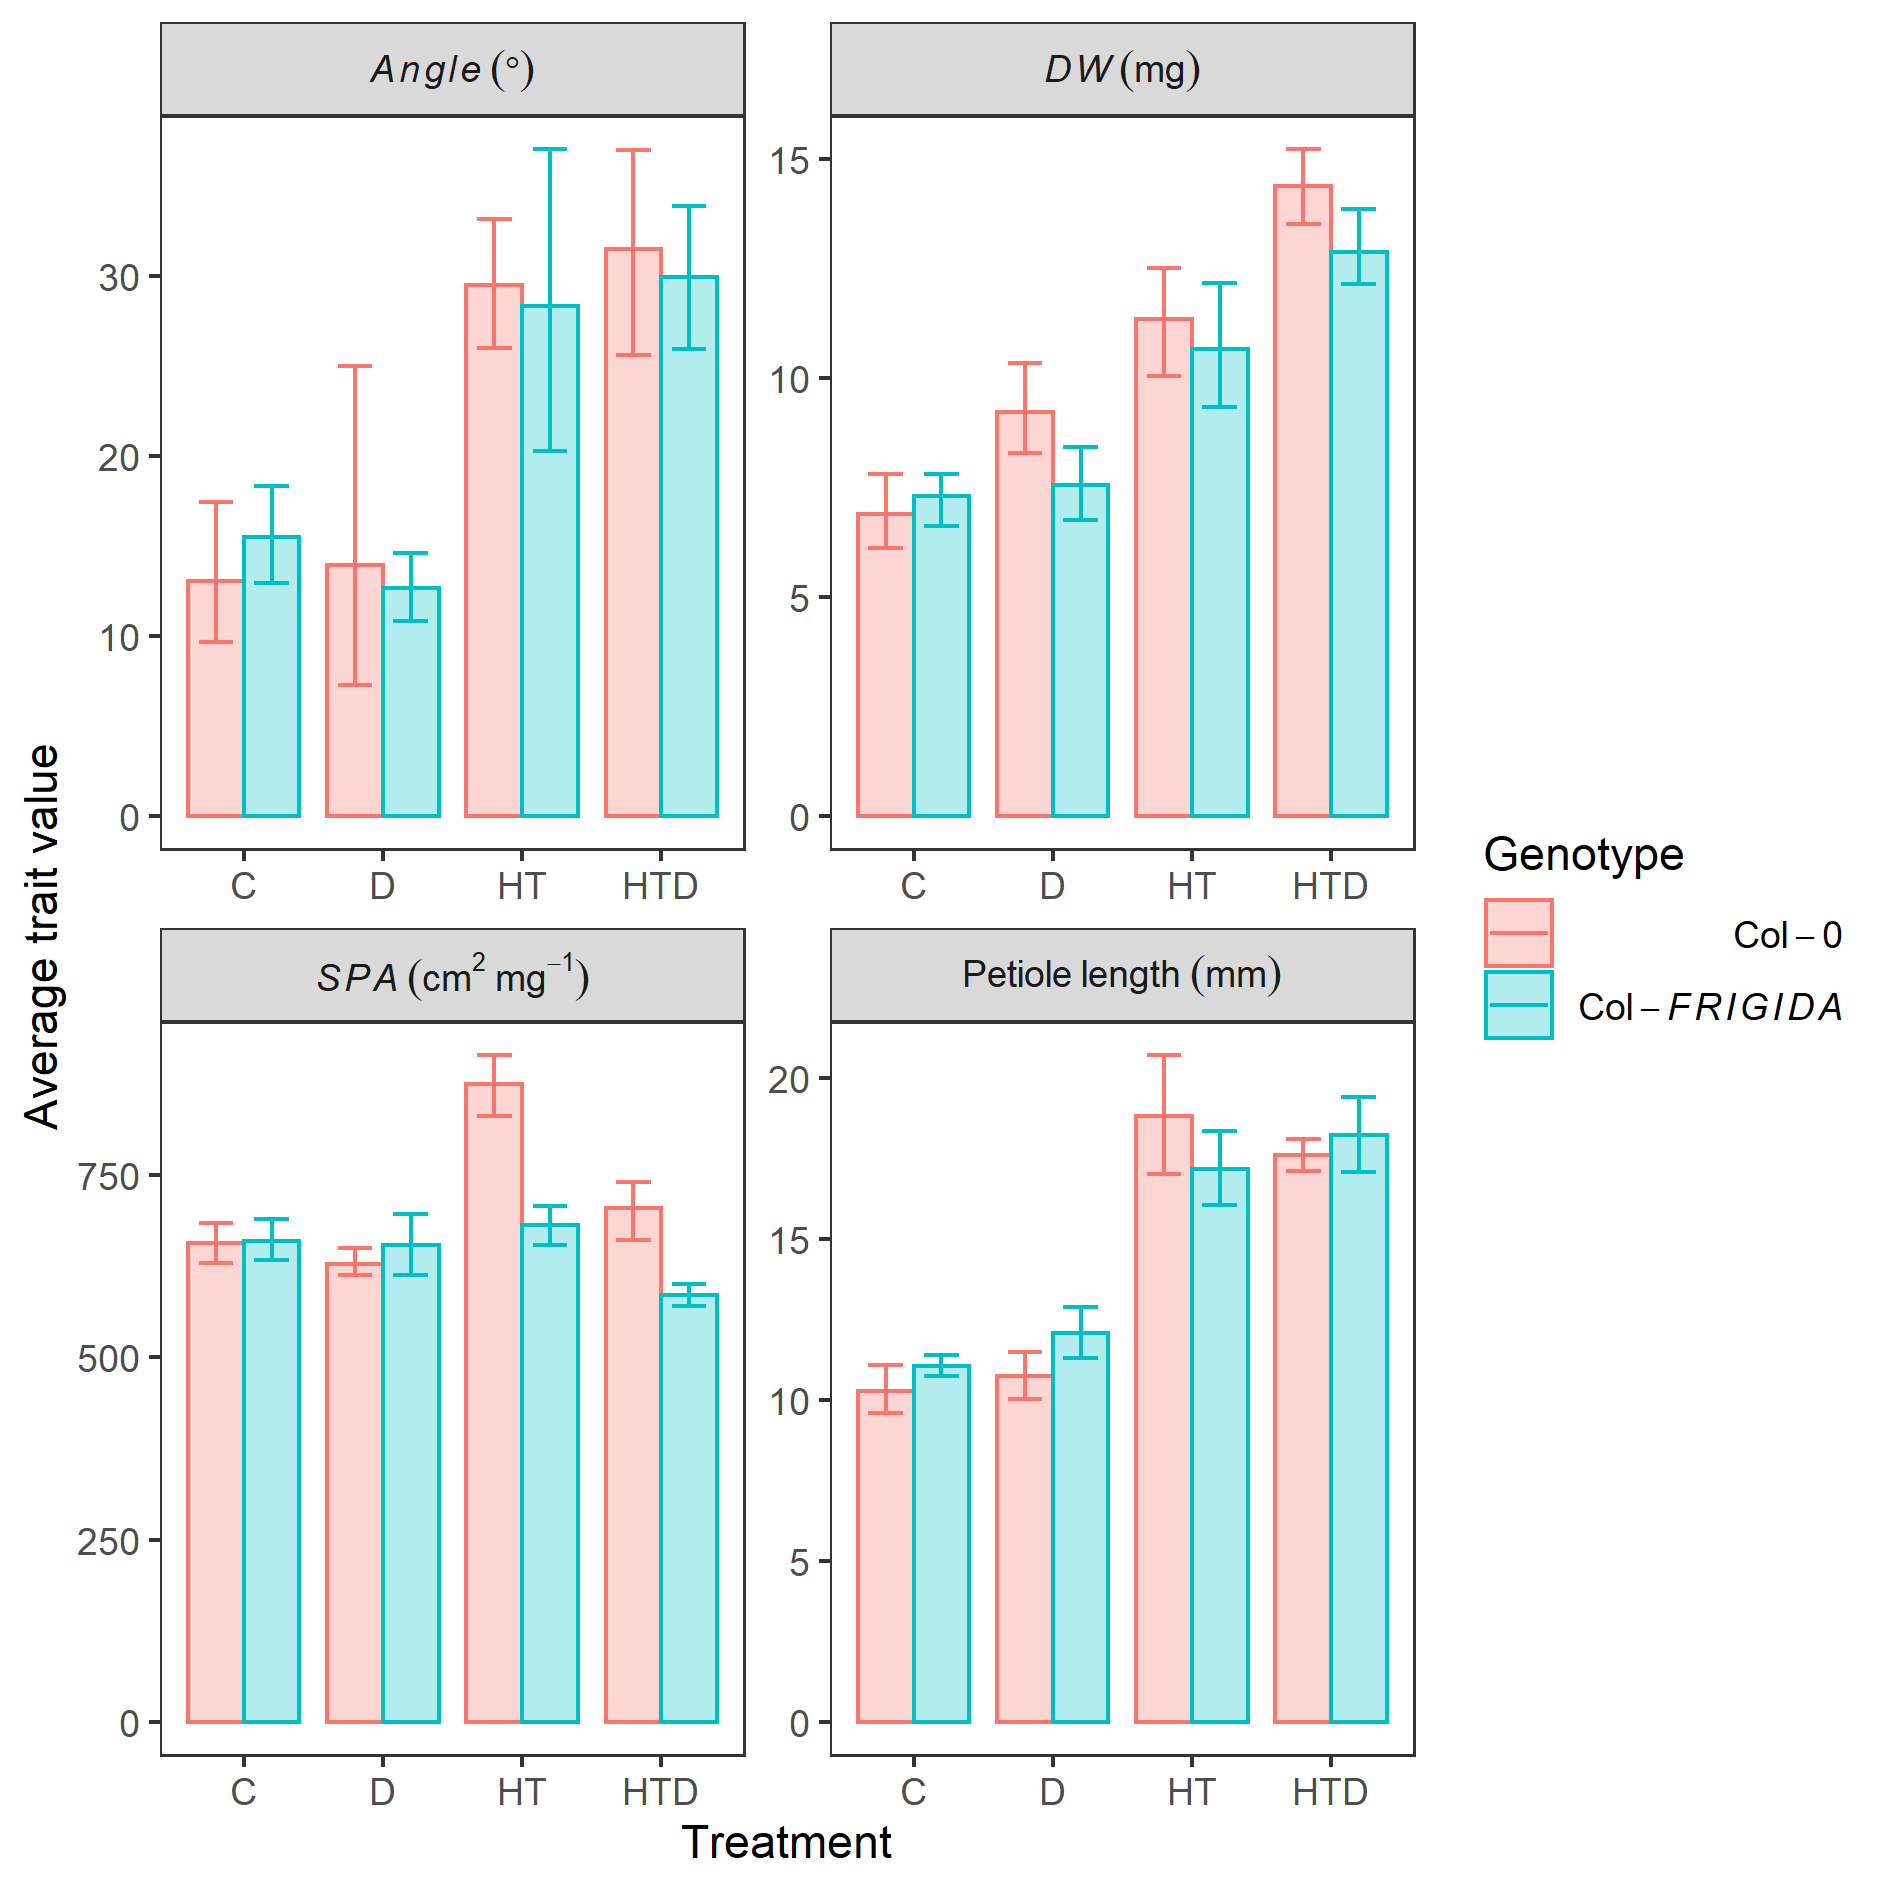 Angle (°)
DW (mg)
30
20
10
0
15
10
5
0
C D HT HTD
C D HT HTD
SPA (cm² mg⁻¹)
Petiole length (mm)
750
500
250
0
20
15
10
5
0
C D HT HTD
C D HT HTD
Treatment
Average trait value
Genotype
Col – 0
Col – FRIGIDA